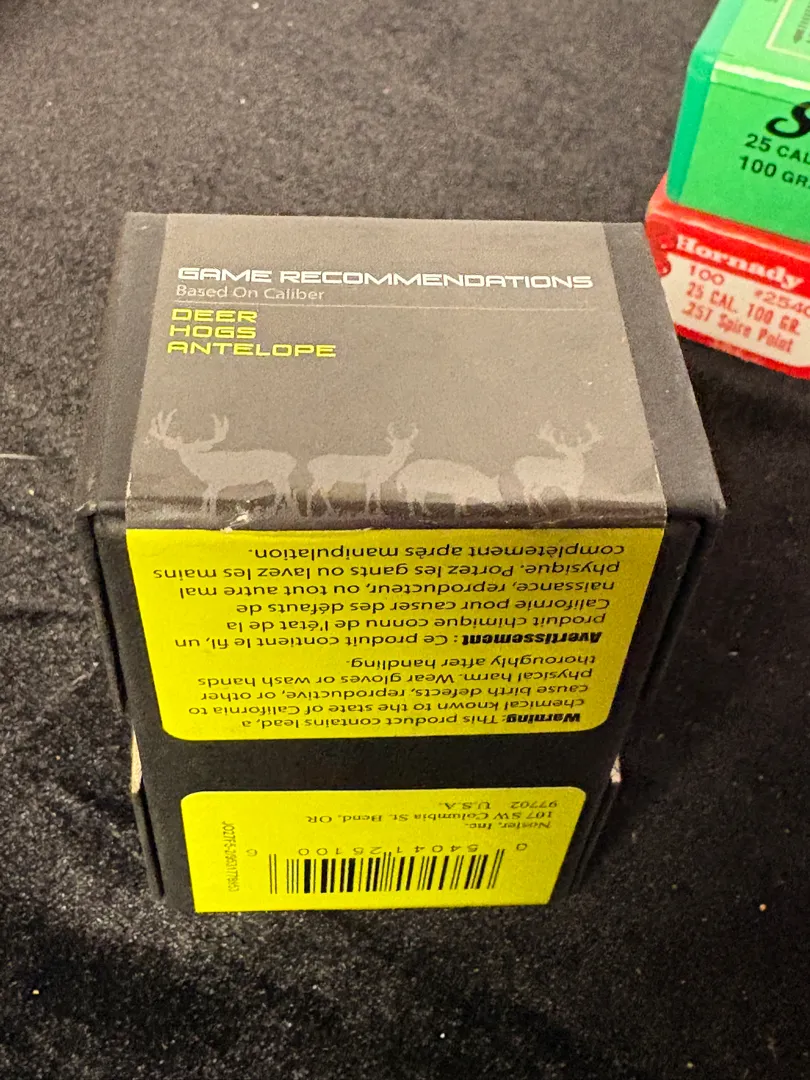 GAME RECOMMENDATIONS
Based On Caliber
DEER
HOGS
ANTELOPE
Warning: This product contains lead, a
chemical known to the state of California to
cause birth defects, reproductive, or other
physical harm. Wear gloves or wash hands
thoroughly after handling.
Avertissement : Ce produit contient le fil, un
produit chimique connu de l'état de la
Californie pour causer des défauts de
naissance, reproducteur, ou tout autre mal
physique. Portez les gants ou lavez les mains
complètement après manipulation.
0 54041 26100
Nosler, Inc.
107 SW Columbia St. Bend, OR
97702 U.S.A.
25 CAL
100 GR.
Hornady
100 #2540
25 CAL. 100 GR.
.257 Spire Point